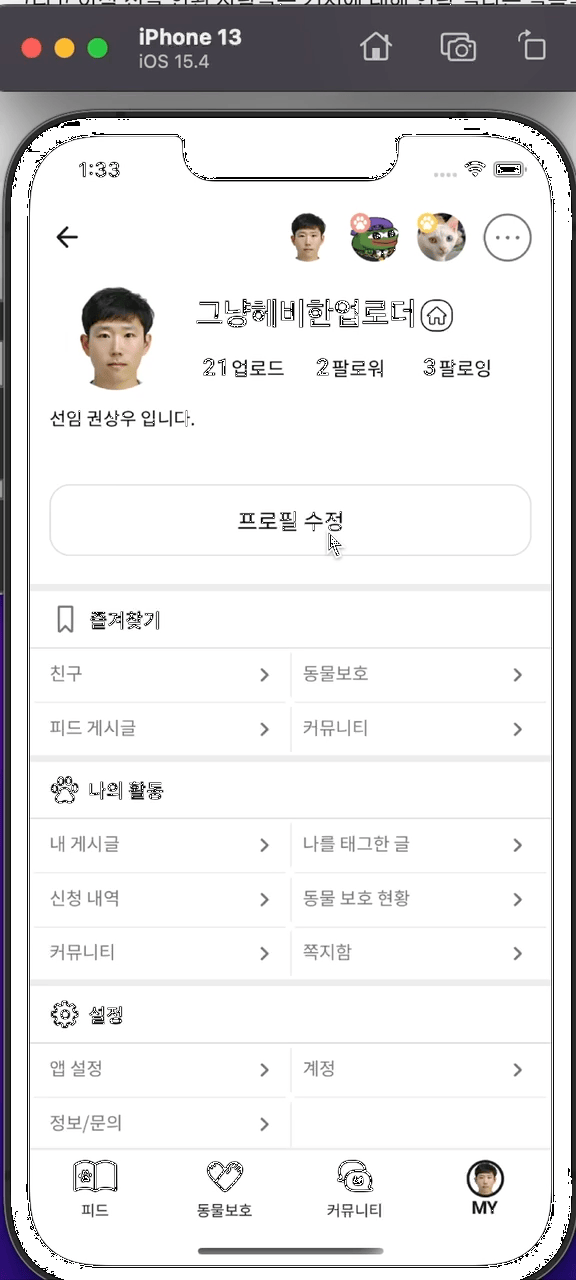 iPhone 13
iOS 15.4
1:33
그냥헤비한업로더
21업로드 2팔로워 3팔로잉
선임 권상우 입니다.
프로필 수정
즐겨찾기
친구 동물보호
피드 게시글 커뮤니티
나의 활동
내 게시글 나를 태그한 글
신청 내역 동물 보호 현황
커뮤니티 쪽지함
설정
앱 설정 계정
정보/문의
피드 동물보호 커뮤니티 MY